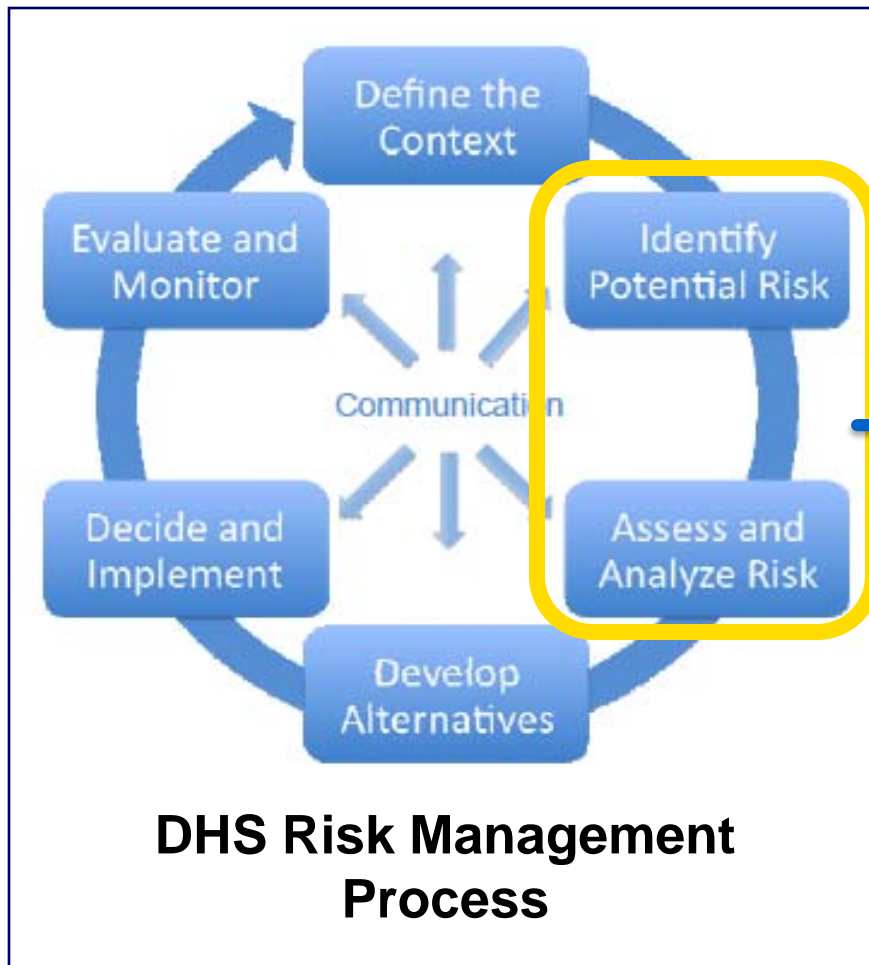 Define the
Context
Identify
Potential Risk
Assess and
Analyze Risk
Develop
Alternatives
Decide and
Implement
Evaluate and
Monitor
Communication
DHS Risk Management
Process